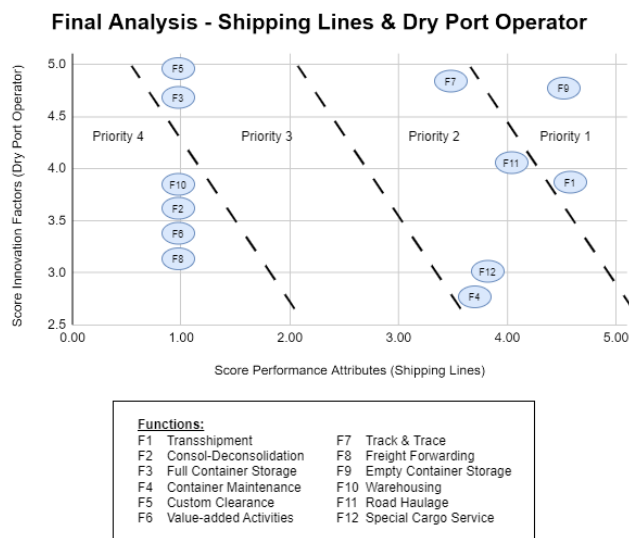 Final Analysis - Shipping Lines & Dry Port Operator
Score Innovation Factors (Dry Port Operator)
5.0
4.5
4.0
3.5
3.0
2.5
0.00
1.00
2.00
3.00
4.00
5.00
Priority 4
Priority 3
Priority 2
Priority 1
F5
F3
F7
F9
F11
F1
F10
F2
F6
F8
F12
F4
Score Performance Attributes (Shipping Lines)
Functions:
F1 Transshipment
F2 Consol-Deconsolidation
F3 Full Container Storage
F4 Container Maintenance
F5 Custom Clearance
F6 Value-added Activities
F7 Track & Trace
F8 Freight Forwarding
F9 Empty Container Storage
F10 Warehousing
F11 Road Haulage
F12 Special Cargo Service